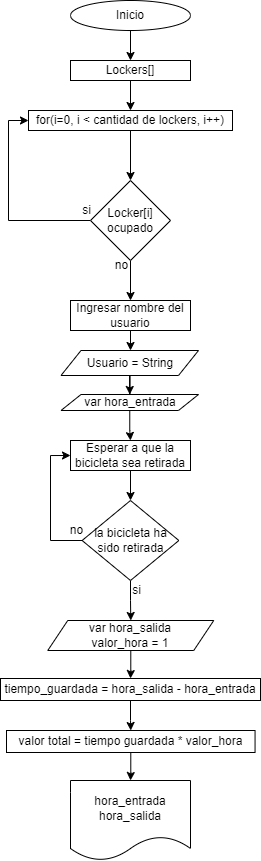 Inicio
Lockers[]
for(i=0, i < cantidad de lockers, i++)
si
Locker[i]
ocupado
no
Ingresar nombre del
usuario
Usuario = String
var hora_entrada
Esperar a que la
bicicleta sea retirada
no
la bicicleta ha
sido retirada
si
var hora_salida
valor_hora = 1
tiempo_guardada = hora_salida - hora_entrada
valor total = tiempo guardada * valor_hora
hora_entrada
hora_salida